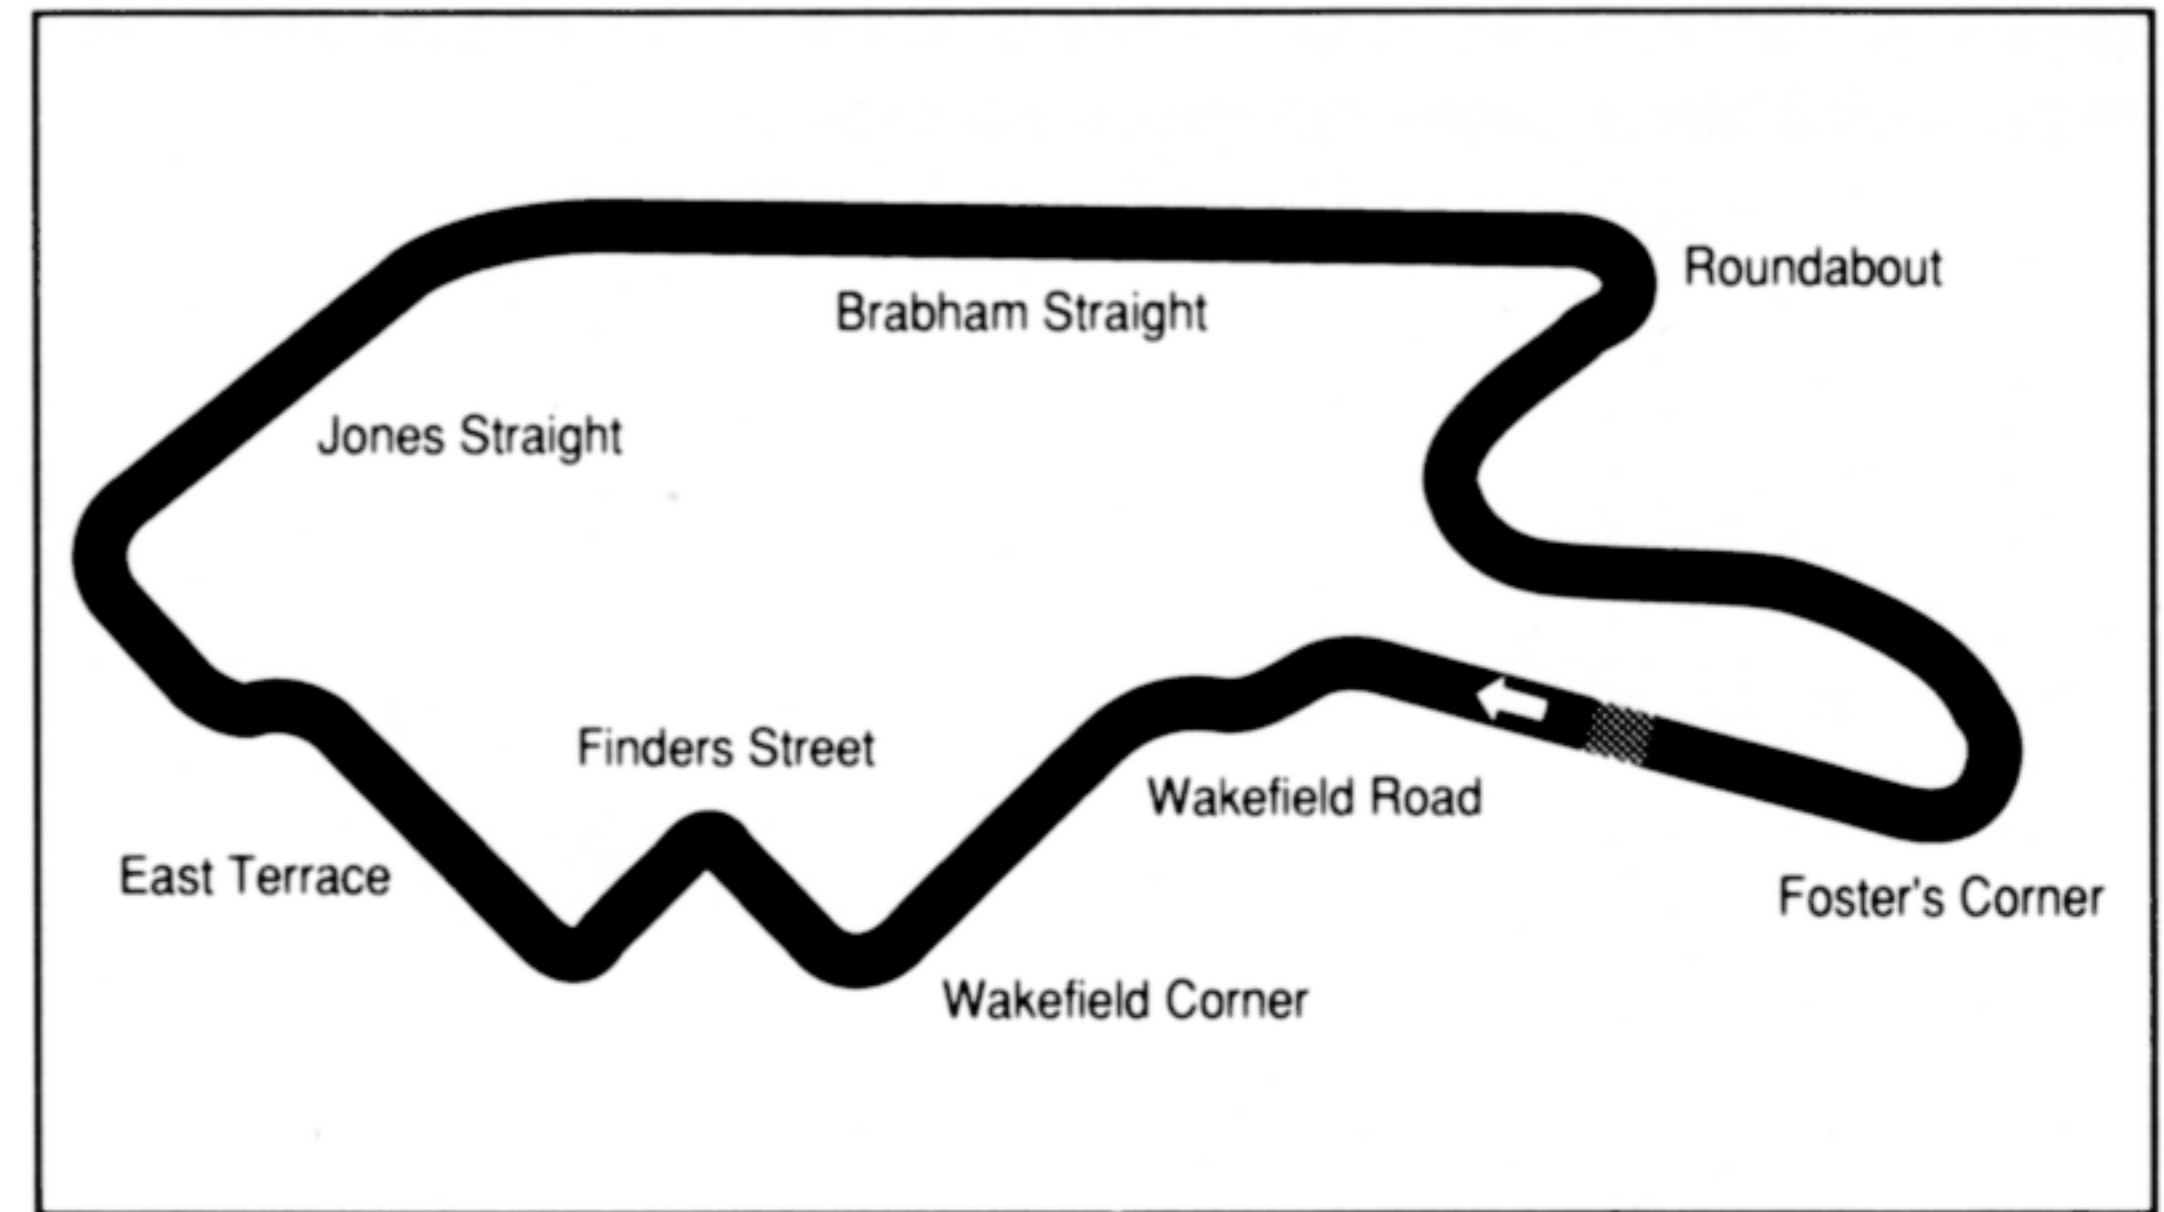 Roundabout
Brabham Straight
Jones Straight
Finders Street
Wakefield Road
East Terrace
Foster's Corner
Wakefield Corner